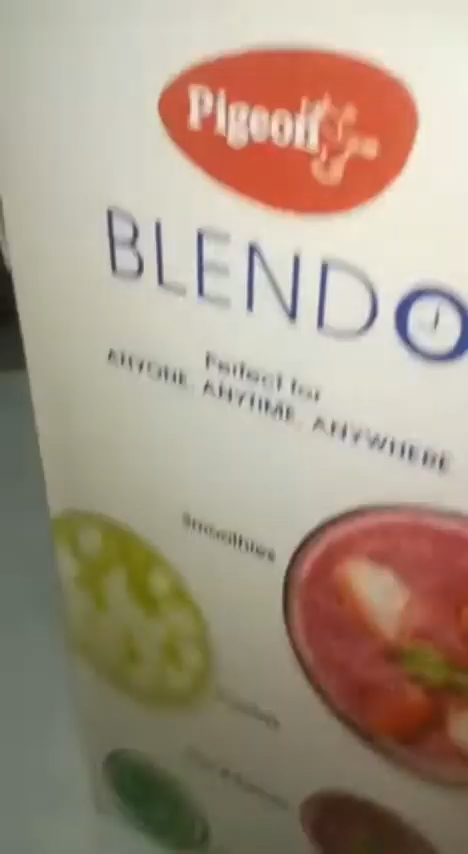 Pigeon
BLENDO
Perfect for
ANYONE, ANYTIME, ANYWHERE
Smoothies